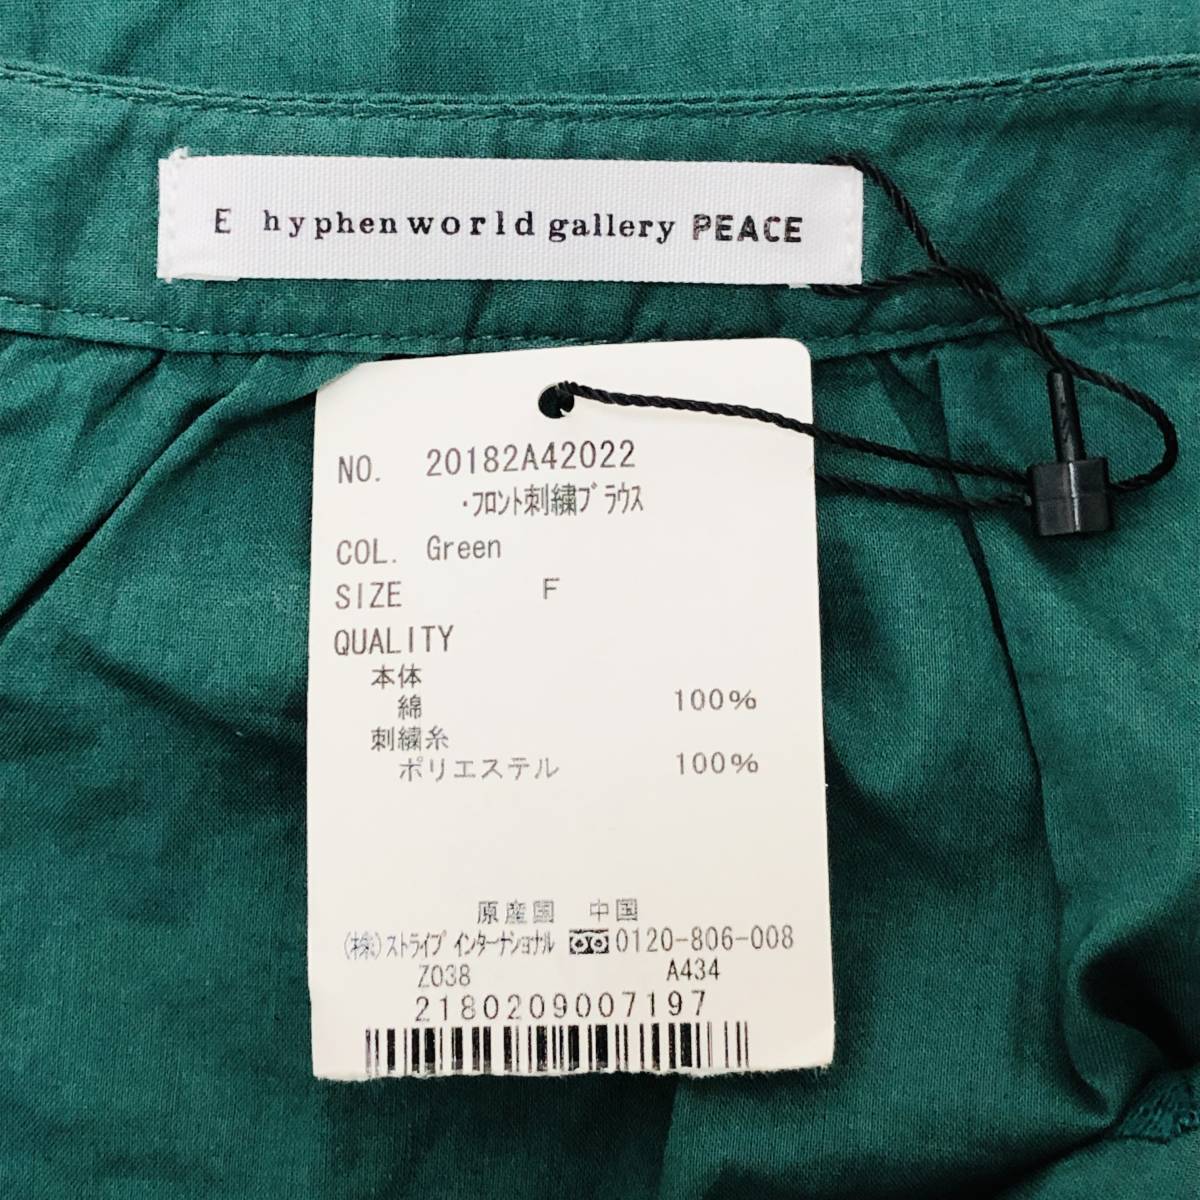 E hyphen world gallery PEACE
NO. 20182A42022
・フロント刺繍ブラウス
COL. Green
SIZE F
QUALITY
本体
綿 100%
刺繍糸
ポリエステル 100%
原産国 中国
(株)ストライプインターナショナル 0120-806-008
Z038 A434
2180209007197